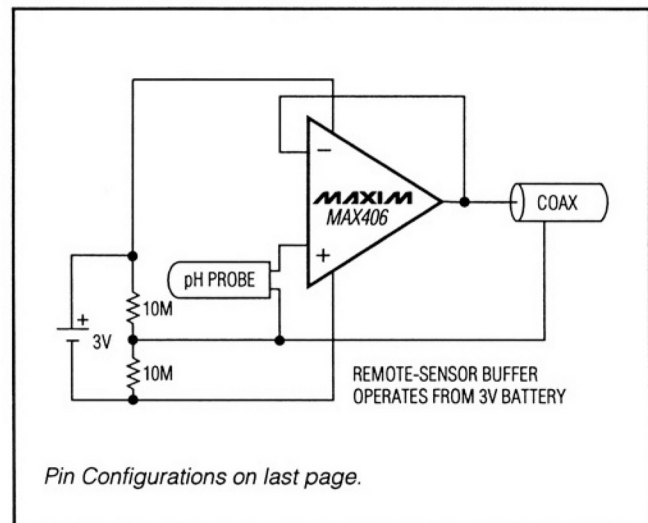 −
MAXIM
MAX406
+
COAX
pH PROBE
+
10M
3V
10M
REMOTE-SENSOR BUFFER
OPERATES FROM 3V BATTERY
Pin Configurations on last page.